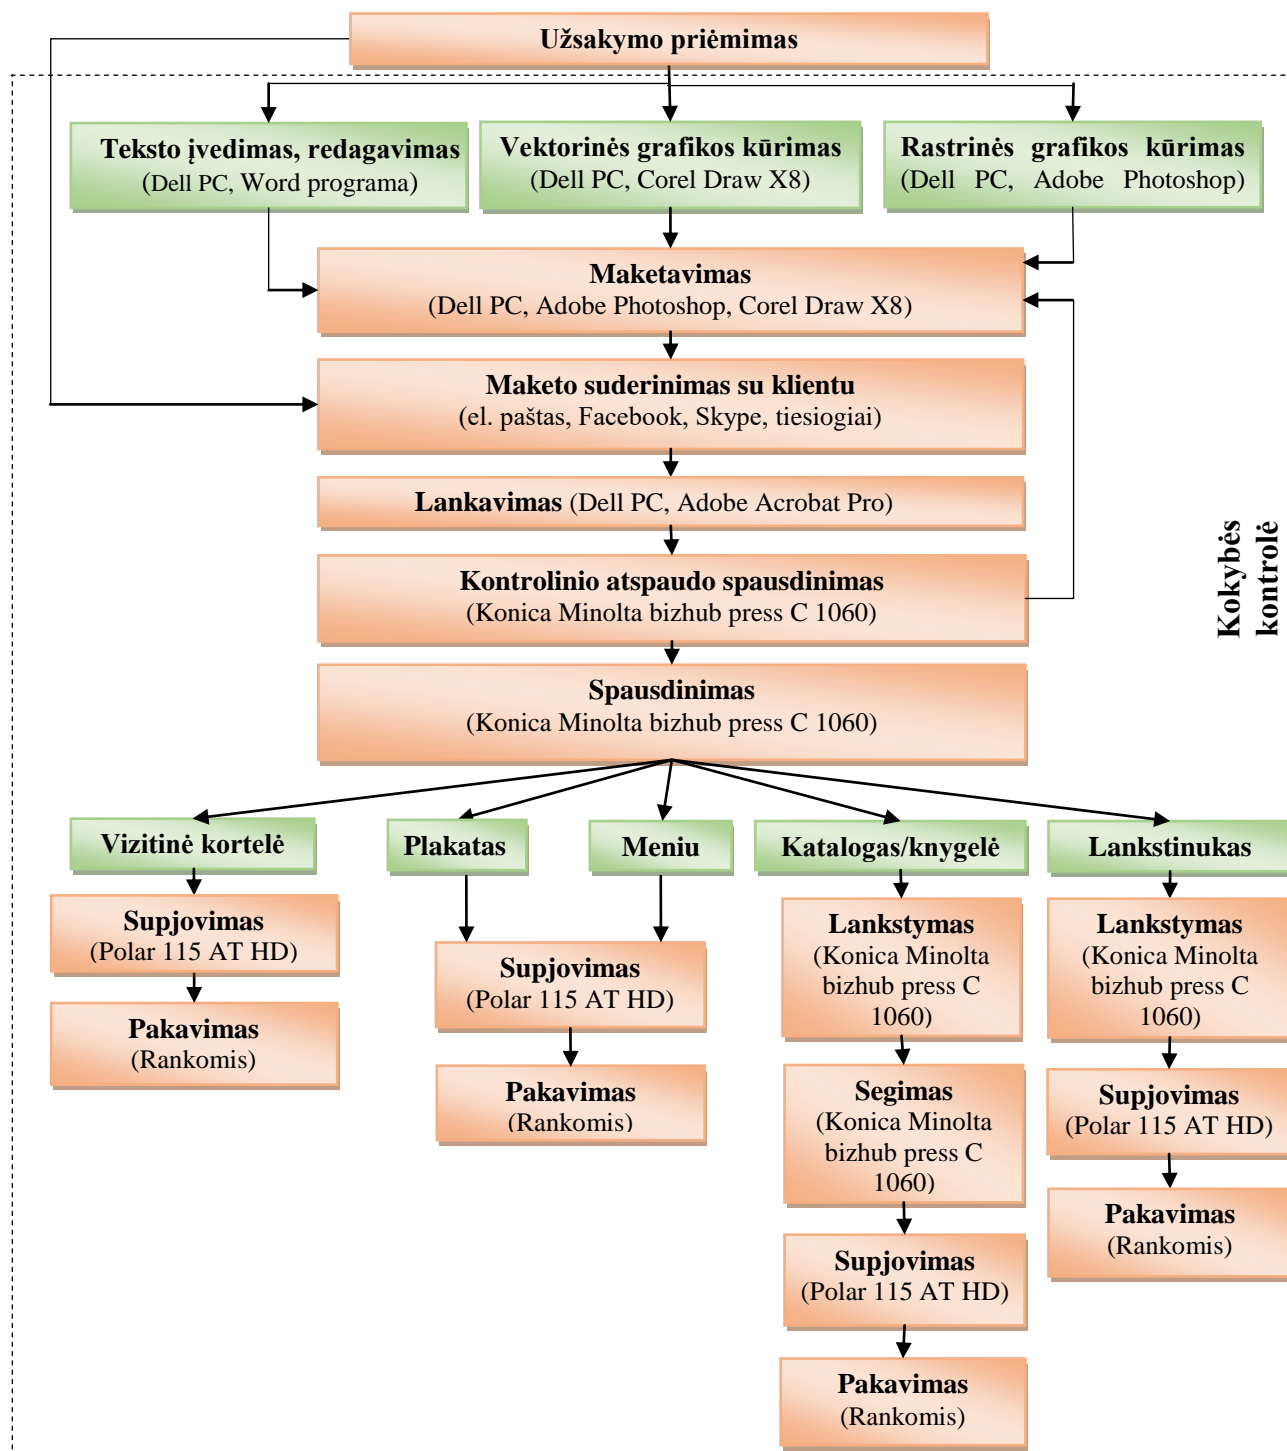 Užsakymo priėmimas
Teksto įvedimas, redagavimas
(Dell PC, Word programa)
Vektorinės grafikos kūrimas
(Dell PC, Corel Draw X8)
Rastrinės grafikos kūrimas
(Dell PC, Adobe Photoshop)
Maketavimas
(Dell PC, Adobe Photoshop, Corel Draw X8)
Maketo suderinimas su klientu
(el. paštas, Facebook, Skype, tiesiogiai)
Lankavimas (Dell PC, Adobe Acrobat Pro)
Kontrolinio atspaudo spausdinimas
(Konica Minolta bizhub press C 1060)
Kokybės
kontrolė
Spausdinimas
(Konica Minolta bizhub press C 1060)
Vizitinė kortelė
Supjovimas
(Polar 115 AT HD)
Pakavimas
(Rankomis)
Plakatas
Meniu
Supjovimas
(Polar 115 AT HD)
Pakavimas
(Rankomis)
Katalogas/knygelė
Lankstymas
(Konica Minolta
bizhub press C
1060)
Segimas
(Konica Minolta
bizhub press C
1060)
Supjovimas
(Polar 115 AT HD)
Pakavimas
(Rankomis)
Lankstinukas
Lankstymas
(Konica Minolta
bizhub press C
1060)
Supjovimas
(Polar 115 AT HD)
Pakavimas
(Rankomis)